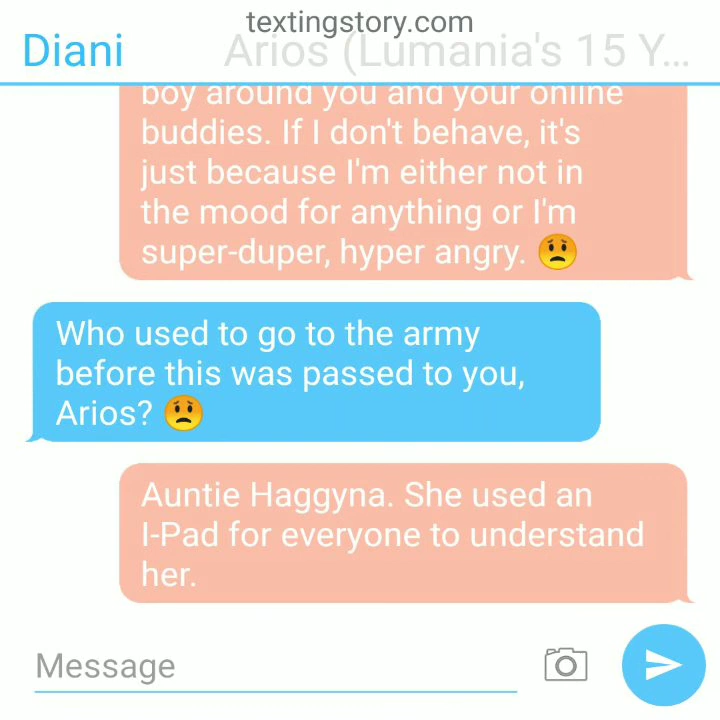 textingstory.com
Diani
Arios (Lumania's 15 Y...
boy around you and your online
buddies. If I don't behave, it's
just because I'm either not in
the mood for anything or I'm
super-duper, hyper angry. 😟
Who used to go to the army
before this was passed to you,
Arios? 😟
Auntie Haggyna. She used an
I-Pad for everyone to understand
her.
Message